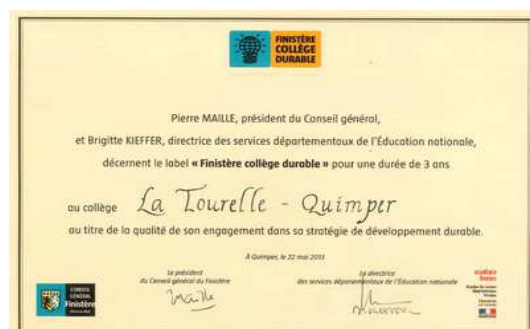 FINISTÈRE
COLLÈGE
DURABLE
Pierre MAILLE, président du Conseil général,
et Brigitte KIEFFER, directrice des services départementaux de l'Éducation nationale,
décernent le label « Finistère collège durable » pour une durée de 3 ans
au collège La Tourelle - Quimper
au titre de la qualité de son engagement dans sa stratégie de développement durable.
À Quimper, le 22 mai 2013
Le président
du Conseil général du Finistère
La directrice
des services départementaux de l'Éducation nationale
Maille
CONSEIL
GÉNÉRAL
Finistère